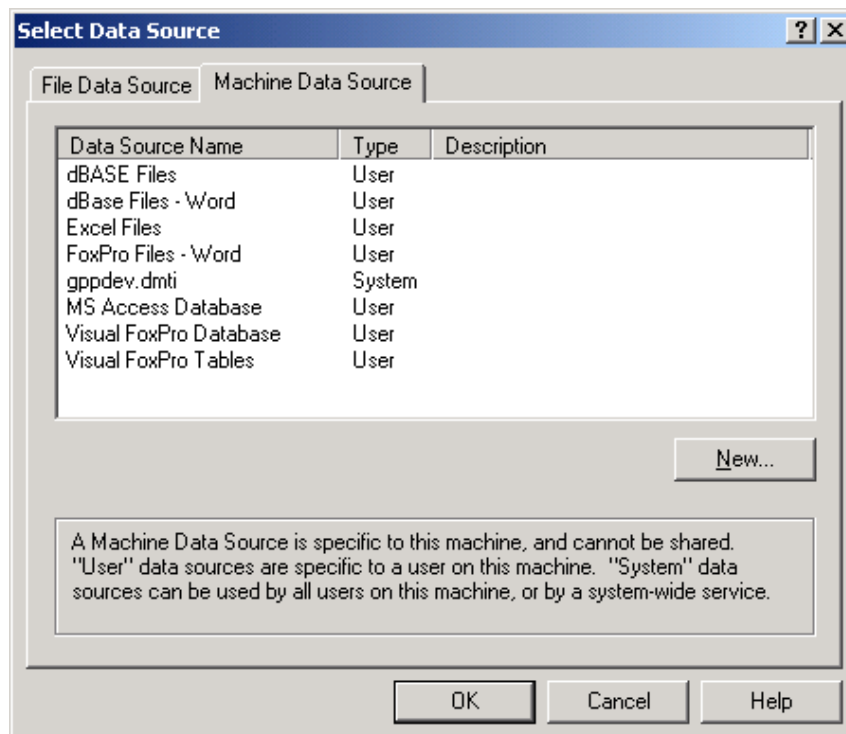 Select Data Source
File Data Source Machine Data Source
Data Source Name Type Description
dBASE Files User
dBase Files - Word User
Excel Files User
FoxPro Files - Word User
gppdev.dmti System
MS Access Database User
Visual FoxPro Database User
Visual FoxPro Tables User
New...
A Machine Data Source is specific to this machine, and cannot be shared.
"User" data sources are specific to a user on this machine. "System" data
sources can be used by all users on this machine, or by a system-wide service.
OK Cancel Help